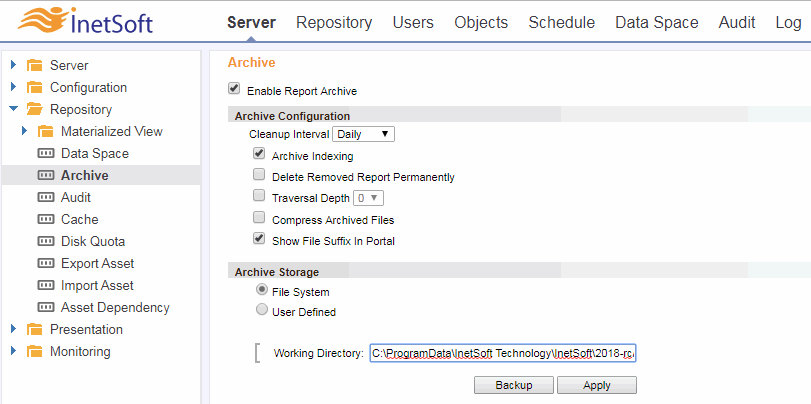 InetSoft
Server Repository Users Objects Schedule Data Space Audit Log
Server
Configuration
Repository
Materialized View
Data Space
Archive
Audit
Cache
Disk Quota
Export Asset
Import Asset
Asset Dependency
Presentation
Monitoring
Archive
Enable Report Archive
Archive Configuration
Cleanup Interval Daily
Archive Indexing
Delete Removed Report Permanently
Traversal Depth 0
Compress Archived Files
Show File Suffix In Portal
Archive Storage
File System
User Defined
Working Directory: C:\ProgramData\InetSoft Technology\InetSoft\2018-rc
Backup Apply